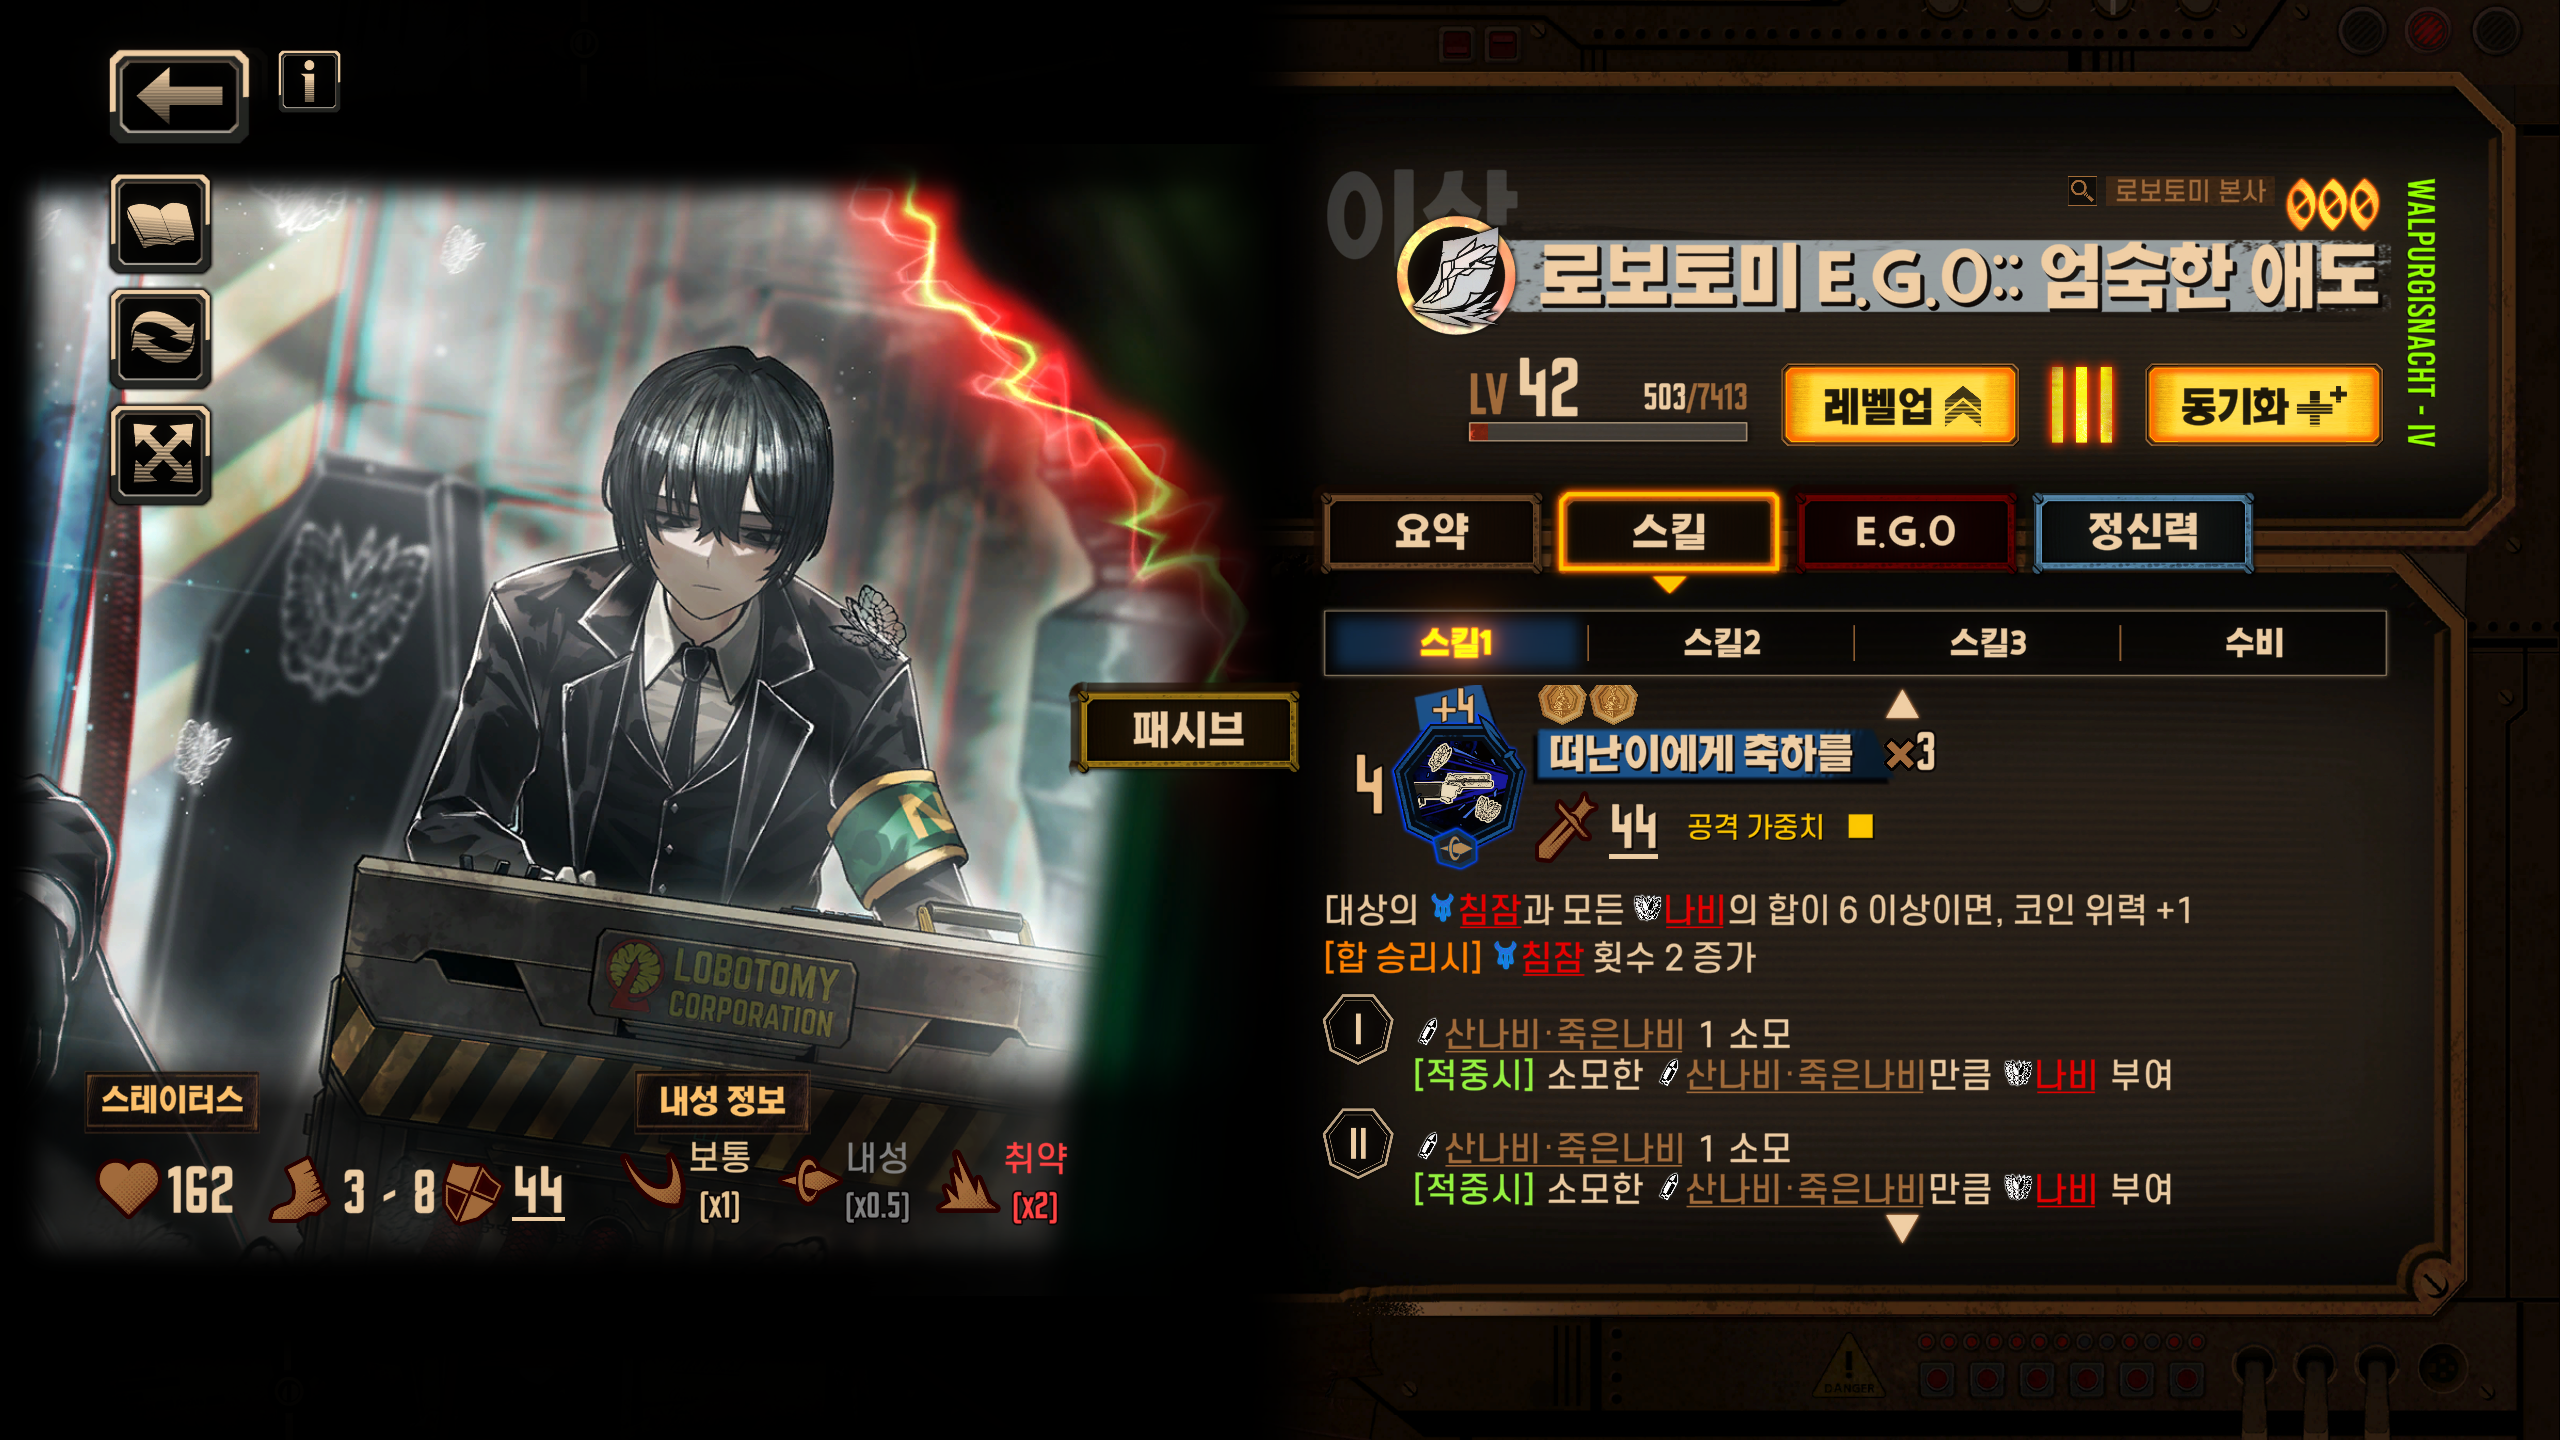 이상
로보토미 본사
000
로보토미 E.G.O:: 엄숙한 애도
WALPURGISNACHT - IV
LV 42
503/7413
레벨업
동기화
요약
스킬
E.G.O
정신력
스킬1
스킬2
스킬3
수비
+4
4
떠난이에게 축하를 ×3
44
공격 가중치
대상의 침잠과 모든 나비의 합이 6 이상이면, 코인 위력 +1
[합 승리시] 침잠 횟수 2 증가
I
산나비·죽은나비 1 소모
[적중시] 소모한 산나비·죽은나비만큼 나비 부여
II
산나비·죽은나비 1 소모
[적중시] 소모한 산나비·죽은나비만큼 나비 부여
패시브
N
LOBOTOMY
CORPORATION
스테이터스
162
3 - 8
44
내성 정보
보통
[x1]
내성
[x0.5]
취약
[x2]
DANGER